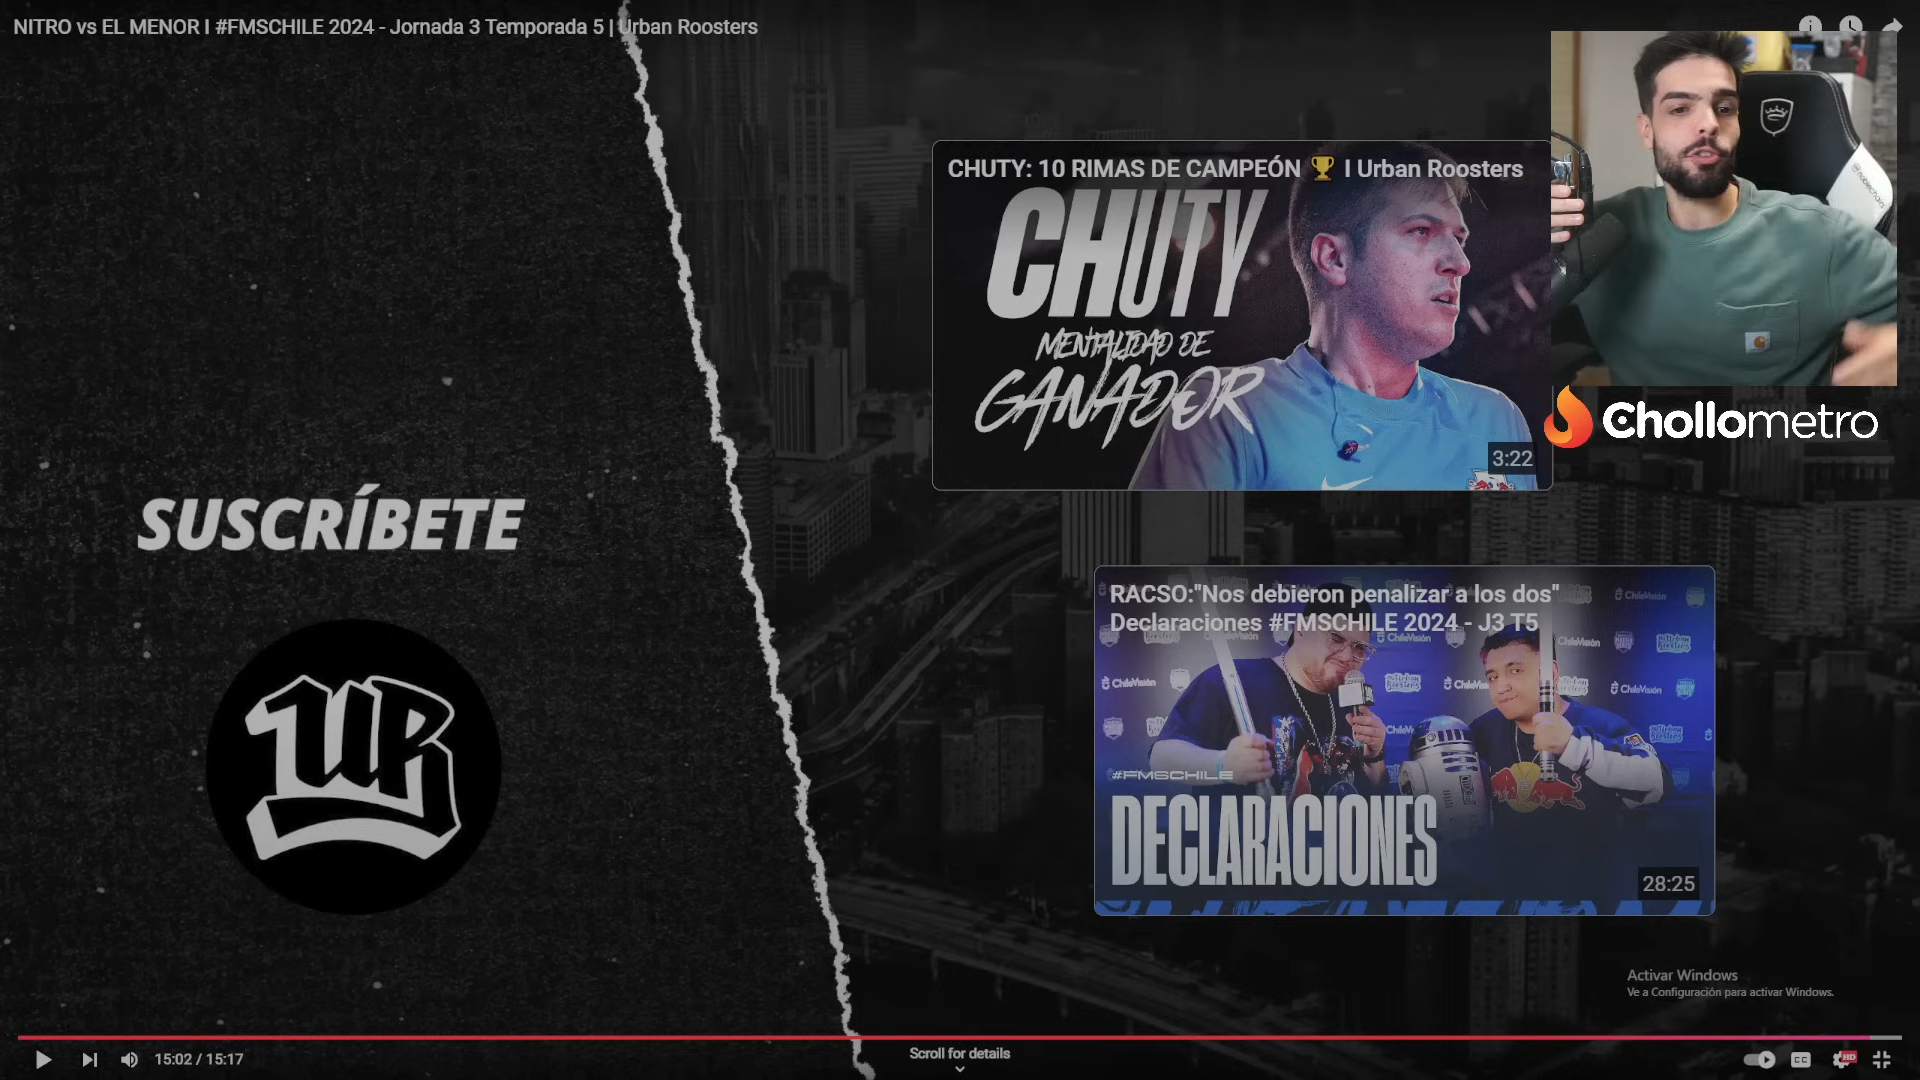 NITRO vs EL MENOR I #FMSCHILE 2024 - Jornada 3 Temporada 5 | Urban Roosters
CHUTY: 10 RIMAS DE CAMPEÓN 🏆 I Urban Roosters
CHUTY
MENTALIDAD DE
GANADOR
3:22
Chollometro
SUSCRÍBETE
UR
RACSO:"Nos debieron penalizar a los dos"
Declaraciones #FMSCHILE 2024 - J3 T5
ChileVisión
#FMSCHILE
DECLARACIONES
28:25
Activar Windows
Ve a Configuración para activar Windows.
15:02 / 15:17
Scroll for details
CC
HD